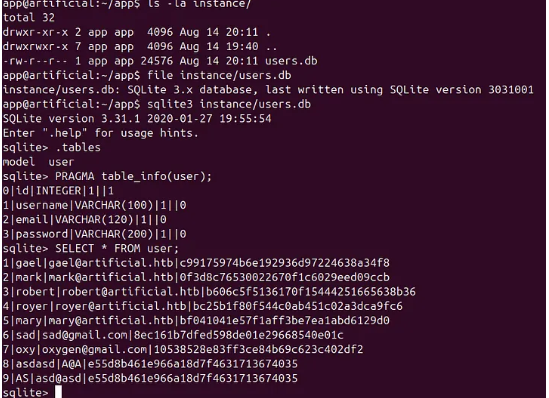 app@artificial:~/app$ ls -la instance/
total 32
drwxr-xr-x 2 app app  4096 Aug 14 20:11 .
drwxrwxr-x 7 app app  4096 Aug 14 19:40 ..
-rw-r--r-- 1 app app 24576 Aug 14 20:11 users.db
app@artificial:~/app$ file instance/users.db
instance/users.db: SQLite 3.x database, last written using SQLite version 3031001
app@artificial:~/app$ sqlite3 instance/users.db
SQLite version 3.31.1 2020-01-27 19:55:54
Enter ".help" for usage hints.
sqlite> .tables
model  user
sqlite> PRAGMA table_info(user);
0|id|INTEGER|1||1
1|username|VARCHAR(100)|1||0
2|email|VARCHAR(120)|1||0
3|password|VARCHAR(200)|1||0
sqlite> SELECT * FROM user;
1|gael|gael@artificial.htb|c99175974b6e192936d97224638a34f8
2|mark|mark@artificial.htb|0f3d8c76530022670f1c6029eed09ccb
3|robert|robert@artificial.htb|b606c5f5136170f15444251665638b36
4|royer|royer@artificial.htb|bc25b1f80f544c0ab451c02a3dca9fc6
5|mary|mary@artificial.htb|bf041041e57f1aff3be7ea1abd6129d0
6|sad|sad@gmail.com|8ec161b7dfed598de01e29668540e01c
7|oxy|oxygen@gmail.com|10538528e83ff3ce84b69c623c402df2
8|asdasd|A@A|e55d8b461e966a18d7f4631713674035
9|AS|asd@asd|e55d8b461e966a18d7f4631713674035
sqlite>